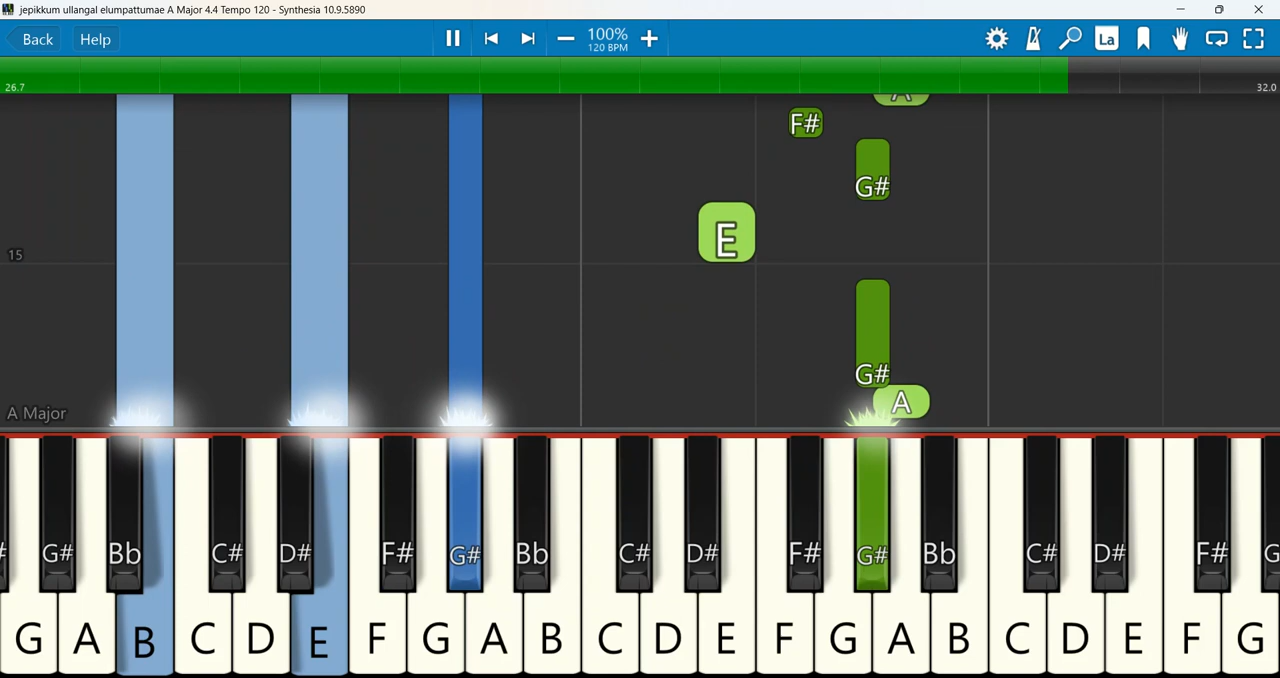 jepikkum ullangal elumpattumae A Major 4.4 Tempo 120 - Synthesia 10.9.5890
Back Help 100% La
120 BPM
26.7 32.0
A
F#
G#
E
15
G#
A
A Major
G# Bb C# D# F# G# Bb C# D# F# G# Bb C# D# F# G
G A B C D E F G A B C D E F G A B C D E F G